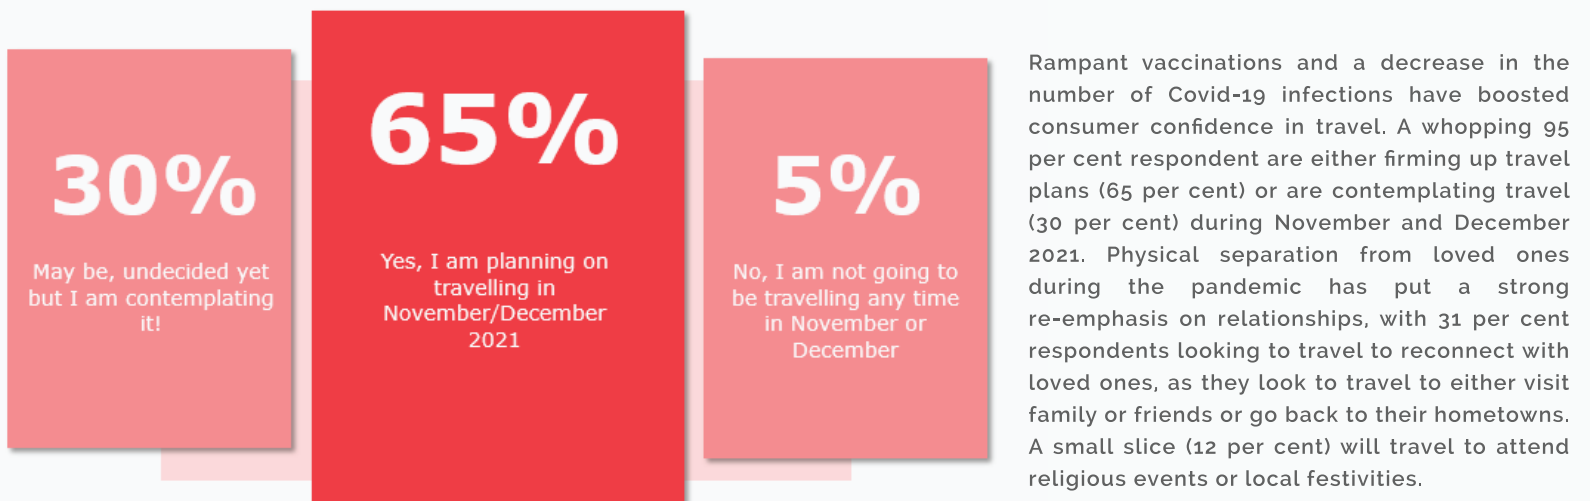 30%
May be, undecided yet
but I am contemplating
it!
65%
Yes, I am planning on
travelling in
November/December
2021
5%
No, I am not going to
be travelling any time
in November or
December
Rampant vaccinations and a decrease in the
number of Covid-19 infections have boosted
consumer confidence in travel. A whopping 95
per cent respondent are either firming up travel
plans (65 per cent) or are contemplating travel
(30 per cent) during November and December
2021. Physical separation from loved ones
during the pandemic has put a strong
re-emphasis on relationships, with 31 per cent
respondents looking to travel to reconnect with
loved ones, as they look to travel to either visit
family or friends or go back to their hometowns.
A small slice (12 per cent) will travel to attend
religious events or local festivities.